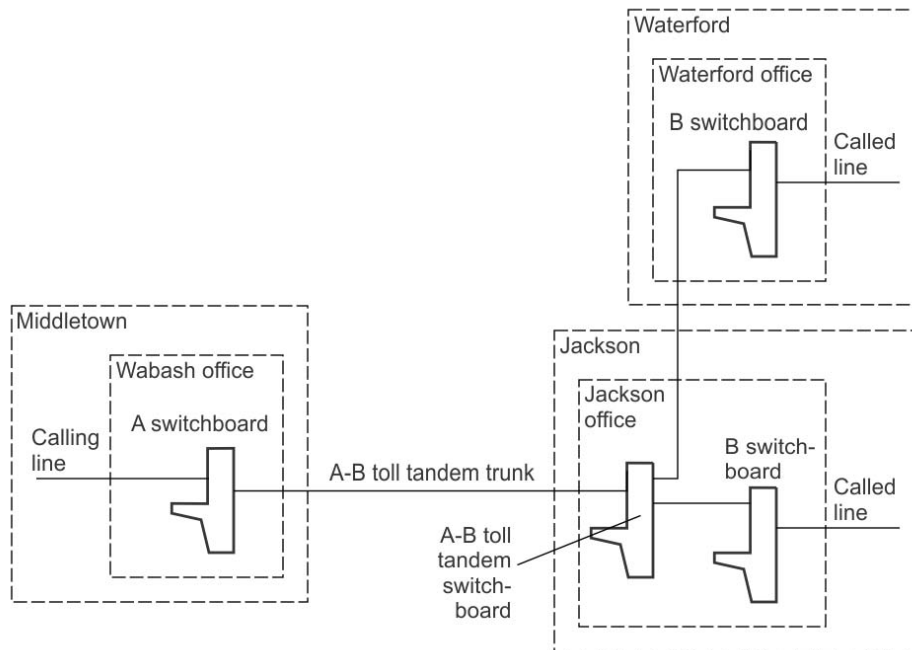 Waterford
Waterford office
B switchboard
Called
line
Middletown
Wabash office
A switchboard
Calling
line
A-B toll tandem trunk
Jackson
Jackson
office
B switch-
board
Called
line
A-B toll
tandem
switch-
board